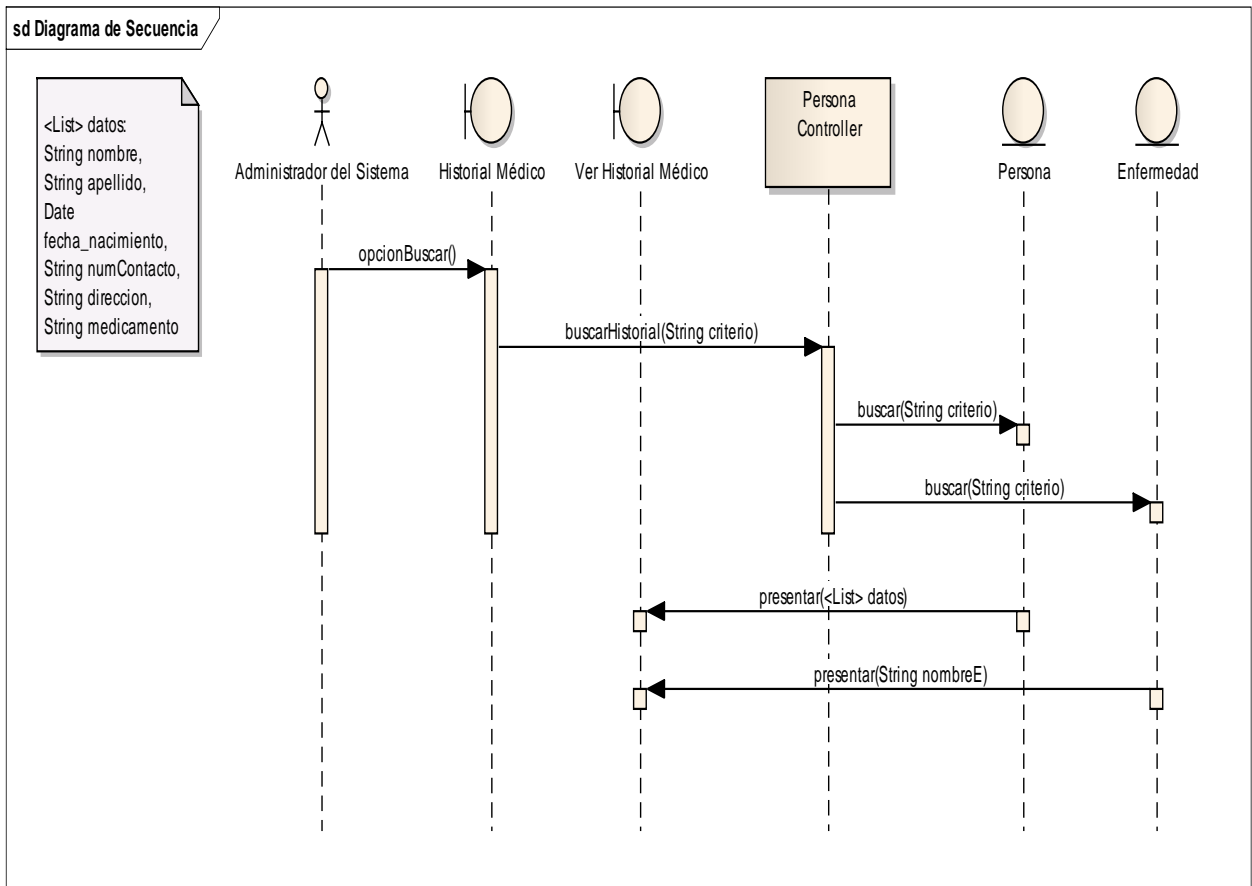 sd Diagrama de Secuencia
<List> datos:
String nombre,
String apellido,
Date
fecha_nacimiento,
String numContacto,
String direccion,
String medicamento
Administrador del Sistema
Historial Médico
Ver Historial Médico
Persona
Controller
Persona
Enfermedad
opcionBuscar()
buscarHistorial(String criterio)
buscar(String criterio)
buscar(String criterio)
presentar(<List> datos)
presentar(String nombreE)